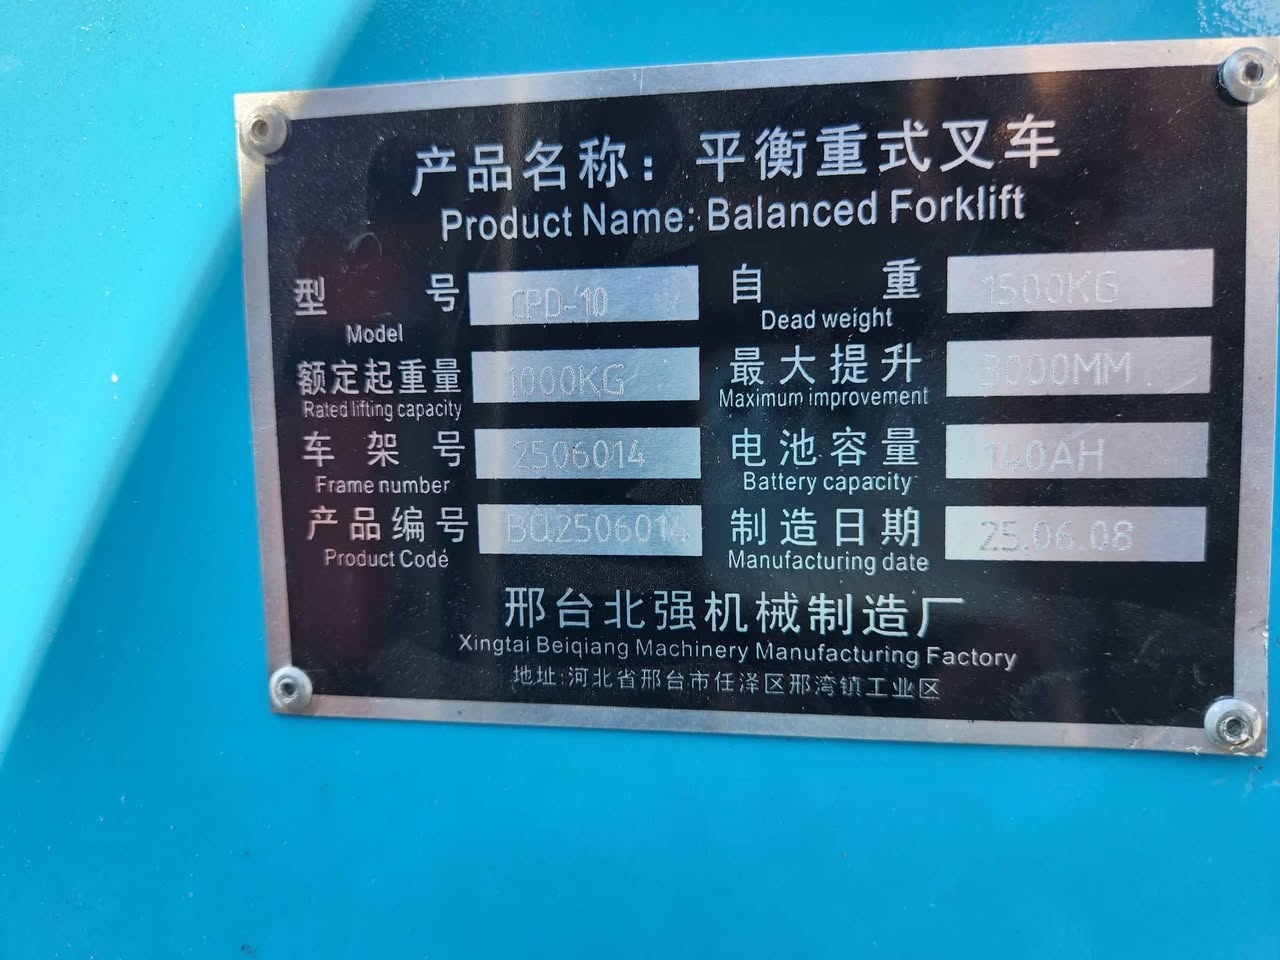 产品名称：平衡重式叉车
Product Name: Balanced Forklift
型号 CPD-10 自重 1500KG
Model Dead weight
额定起重量 1000KG 最大提升 3000MM
Rated lifting capacity Maximum improvement
车架号 2506014 电池容量 140AH
Frame number Battery capacity
产品编号 BQ2506014 制造日期 25.06.08
Product Code Manufacturing date
邢台北强机械制造厂
Xingtai Beiqiang Machinery Manufacturing Factory
地址:河北省邢台市任泽区邢湾镇工业区